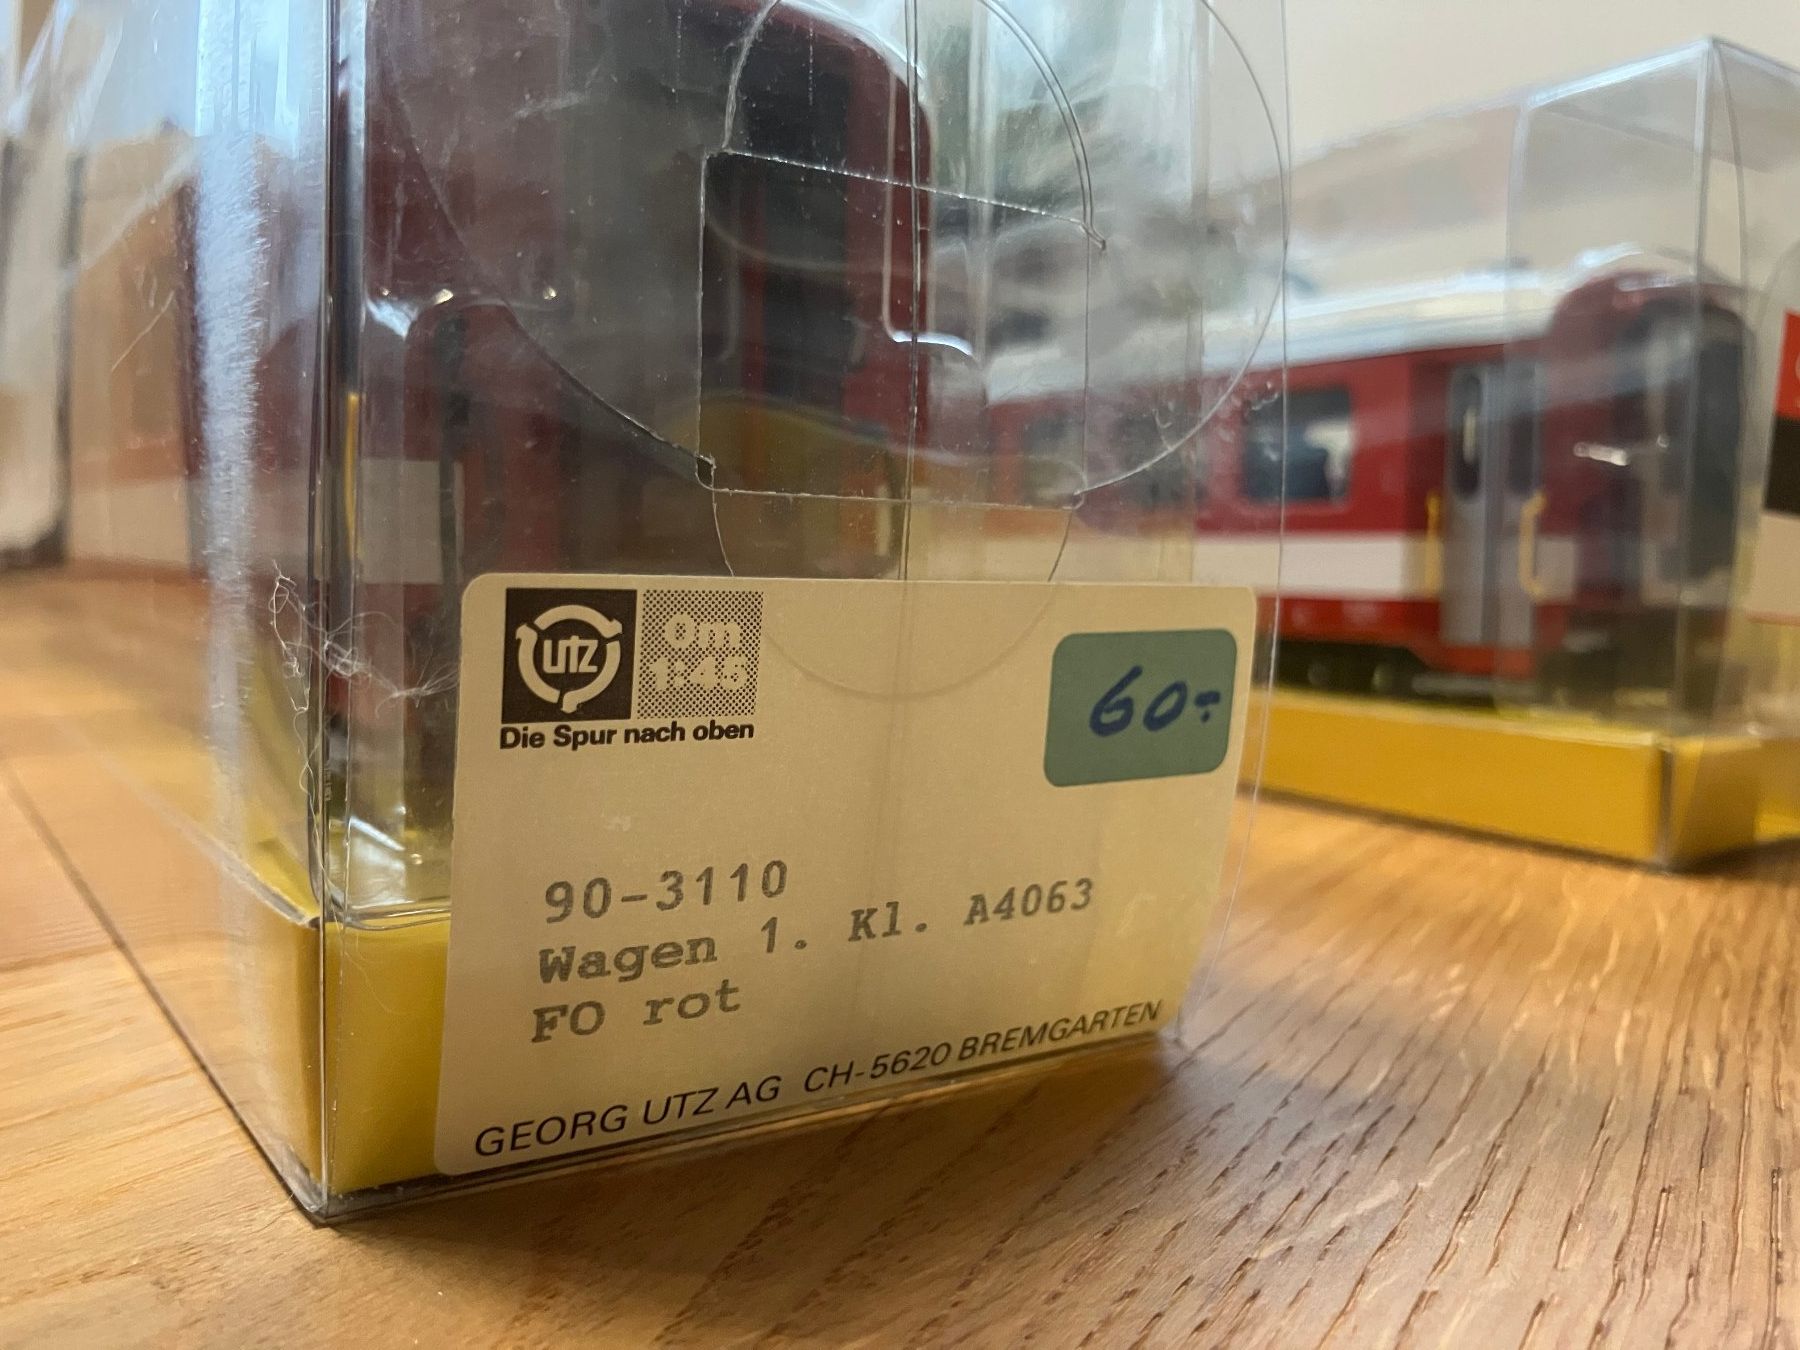 UTZ
0m
1:45
Die Spur nach oben
60.-
90-3110
Wagen 1. Kl. A4063
FO rot
GEORG UTZ AG CH-5620 BREMGARTEN